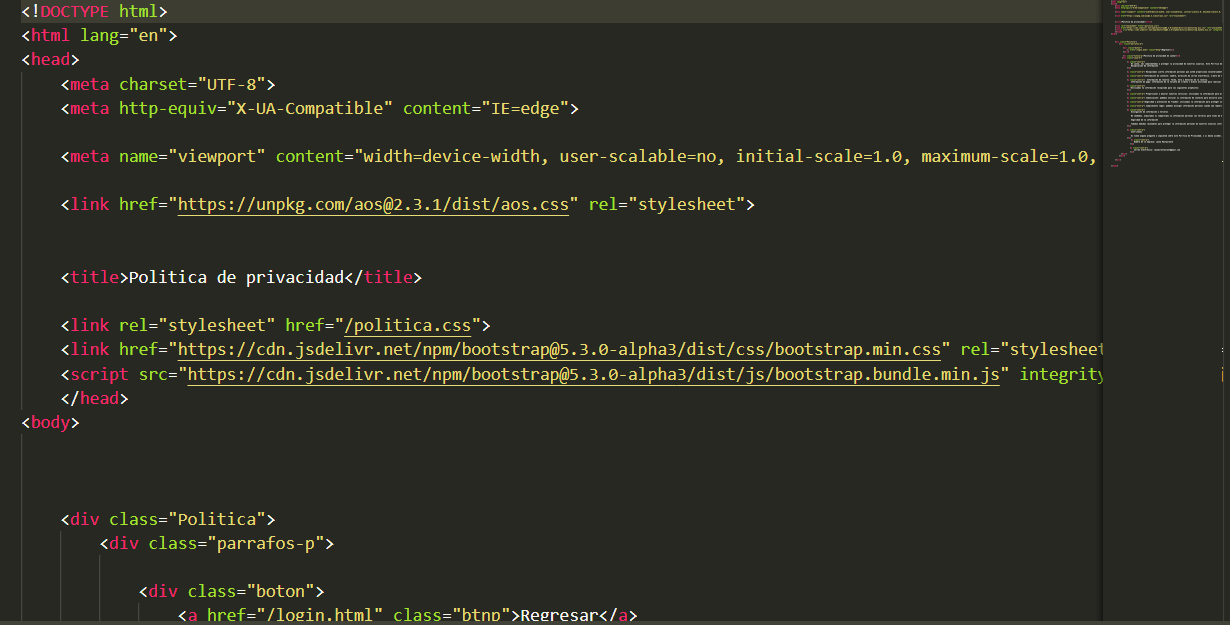 <!DOCTYPE html>
<html lang="en">
<head>
<meta charset="UTF-8">
<meta http-equiv="X-UA-Compatible" content="IE=edge">
<meta name="viewport" content="width=device-width, user-scalable=no, initial-scale=1.0, maximum-scale=1.0,
<link href="https://unpkg.com/aos@2.3.1/dist/aos.css" rel="stylesheet">
<title>Politica de privacidad</title>
<link rel="stylesheet" href="/politica.css">
<link href="https://cdn.jsdelivr.net/npm/bootstrap@5.3.0-alpha3/dist/css/bootstrap.min.css" rel="stylesheet
<script src="https://cdn.jsdelivr.net/npm/bootstrap@5.3.0-alpha3/dist/js/bootstrap.bundle.min.js" integrity
</head>
<body>
<div class="Politica">
<div class="parrafos-p">
<div class="boton">
<a href="/login.html" class="btnp">Regresar</a>